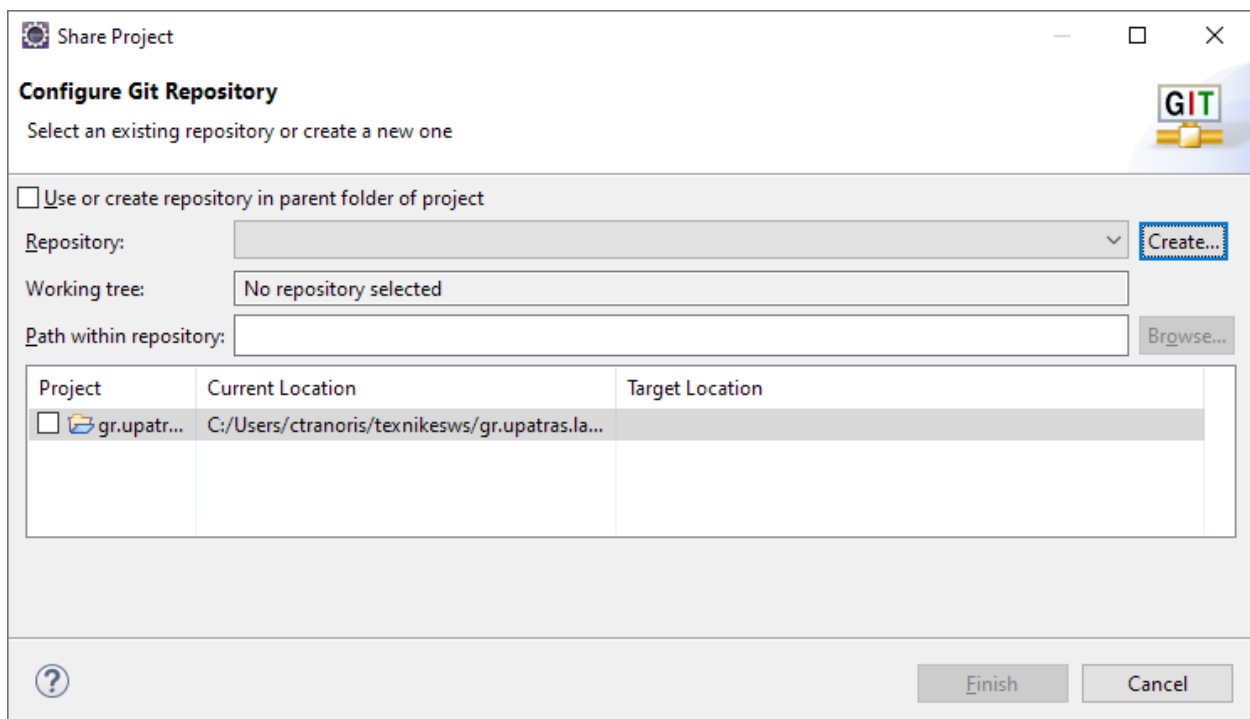 Share Project
Configure Git Repository
Select an existing repository or create a new one
GIT
Use or create repository in parent folder of project
Repository: Create...
Working tree: No repository selected
Path within repository: Browse...
Project Current Location Target Location
gr.upatr... C:/Users/ctranoris/texnikesws/gr.upatras.la...
? Finish Cancel